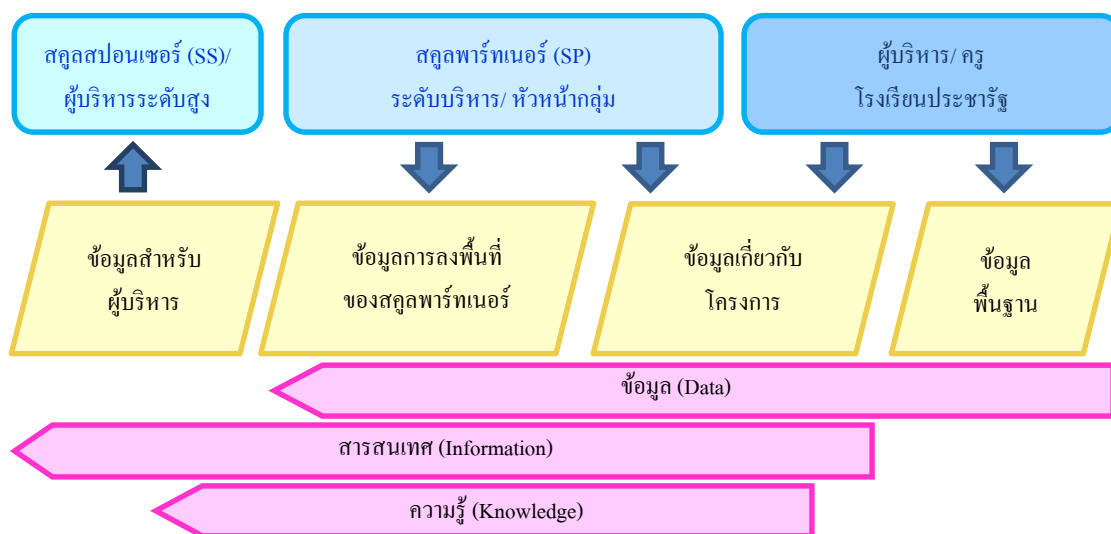 สคูลสปอนเซอร์ (SS)/
ผู้บริหารระดับสูง
สคูลพาร์ทเนอร์ (SP)
ระดับบริหาร/ หัวหน้ากลุ่ม
ผู้บริหาร/ ครู
โรงเรียนประชารัฐ
ข้อมูลสำหรับ
ผู้บริหาร
ข้อมูลการลงพื้นที่
ของสคูลพาร์ทเนอร์
ข้อมูลเกี่ยวกับ
โครงการ
ข้อมูล
พื้นฐาน
ข้อมูล (Data)
สารสนเทศ (Information)
ความรู้ (Knowledge)